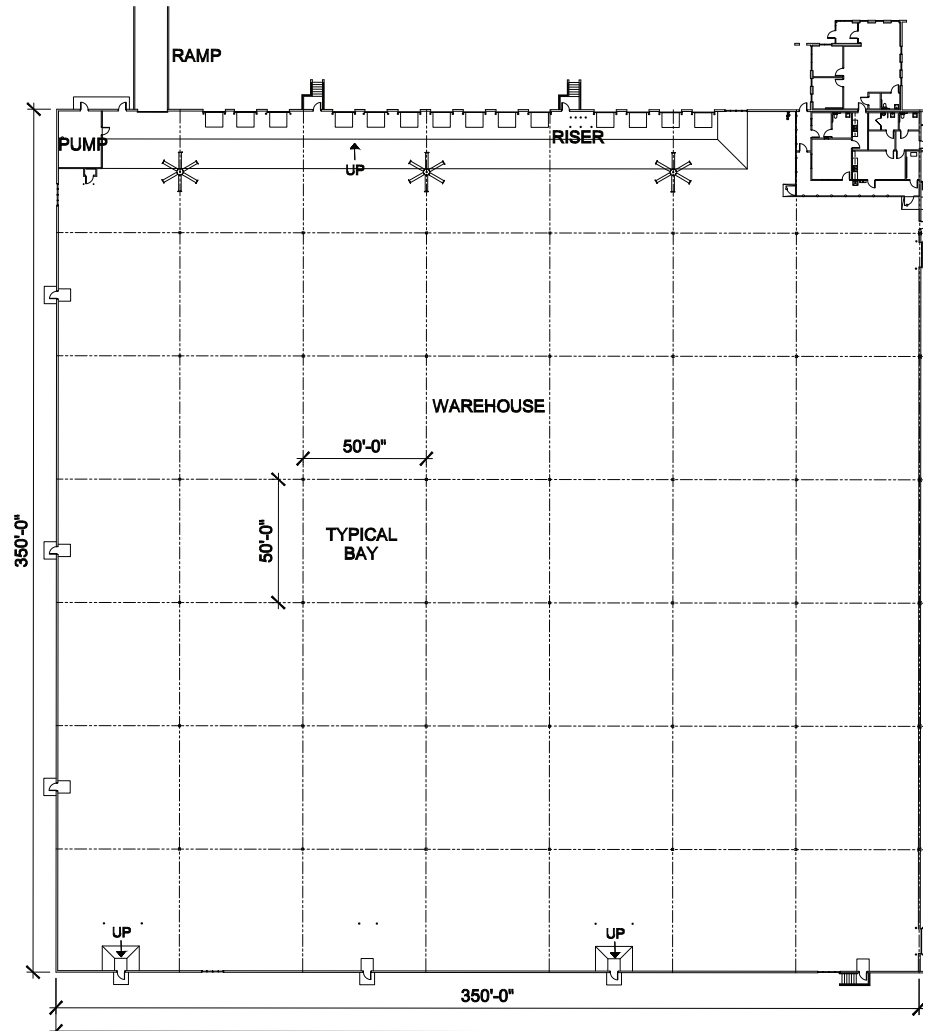 RAMP
PUMP
UP
RISER
WAREHOUSE
50'-0"
50'-0"
TYPICAL
BAY
350'-0"
UP
UP
350'-0"